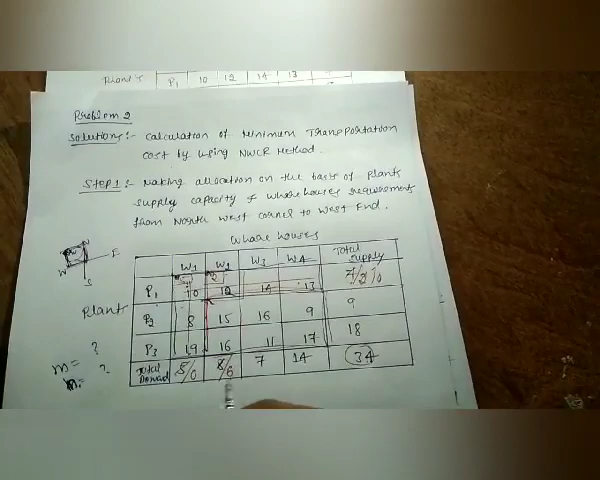 Plant's P1 10 12 14 13
Problem 2
Solution:- Calculation of Minimum Transportation
cost by using NWCR Method.
Step 1:- Making allocation on the basis of Plants
supply capacity & whare houses requirement
from North West corner to West End.
Whare houses
W1 W2 W3 W4 Total Supply
P1 10 12 14 13 7/2/0
P2 8 15 16 9 9
P3 19 16 11 17 18
Total Demand 5/0 8/6 7 14 34
Plants
N
W E
S
m = ?
n = ?